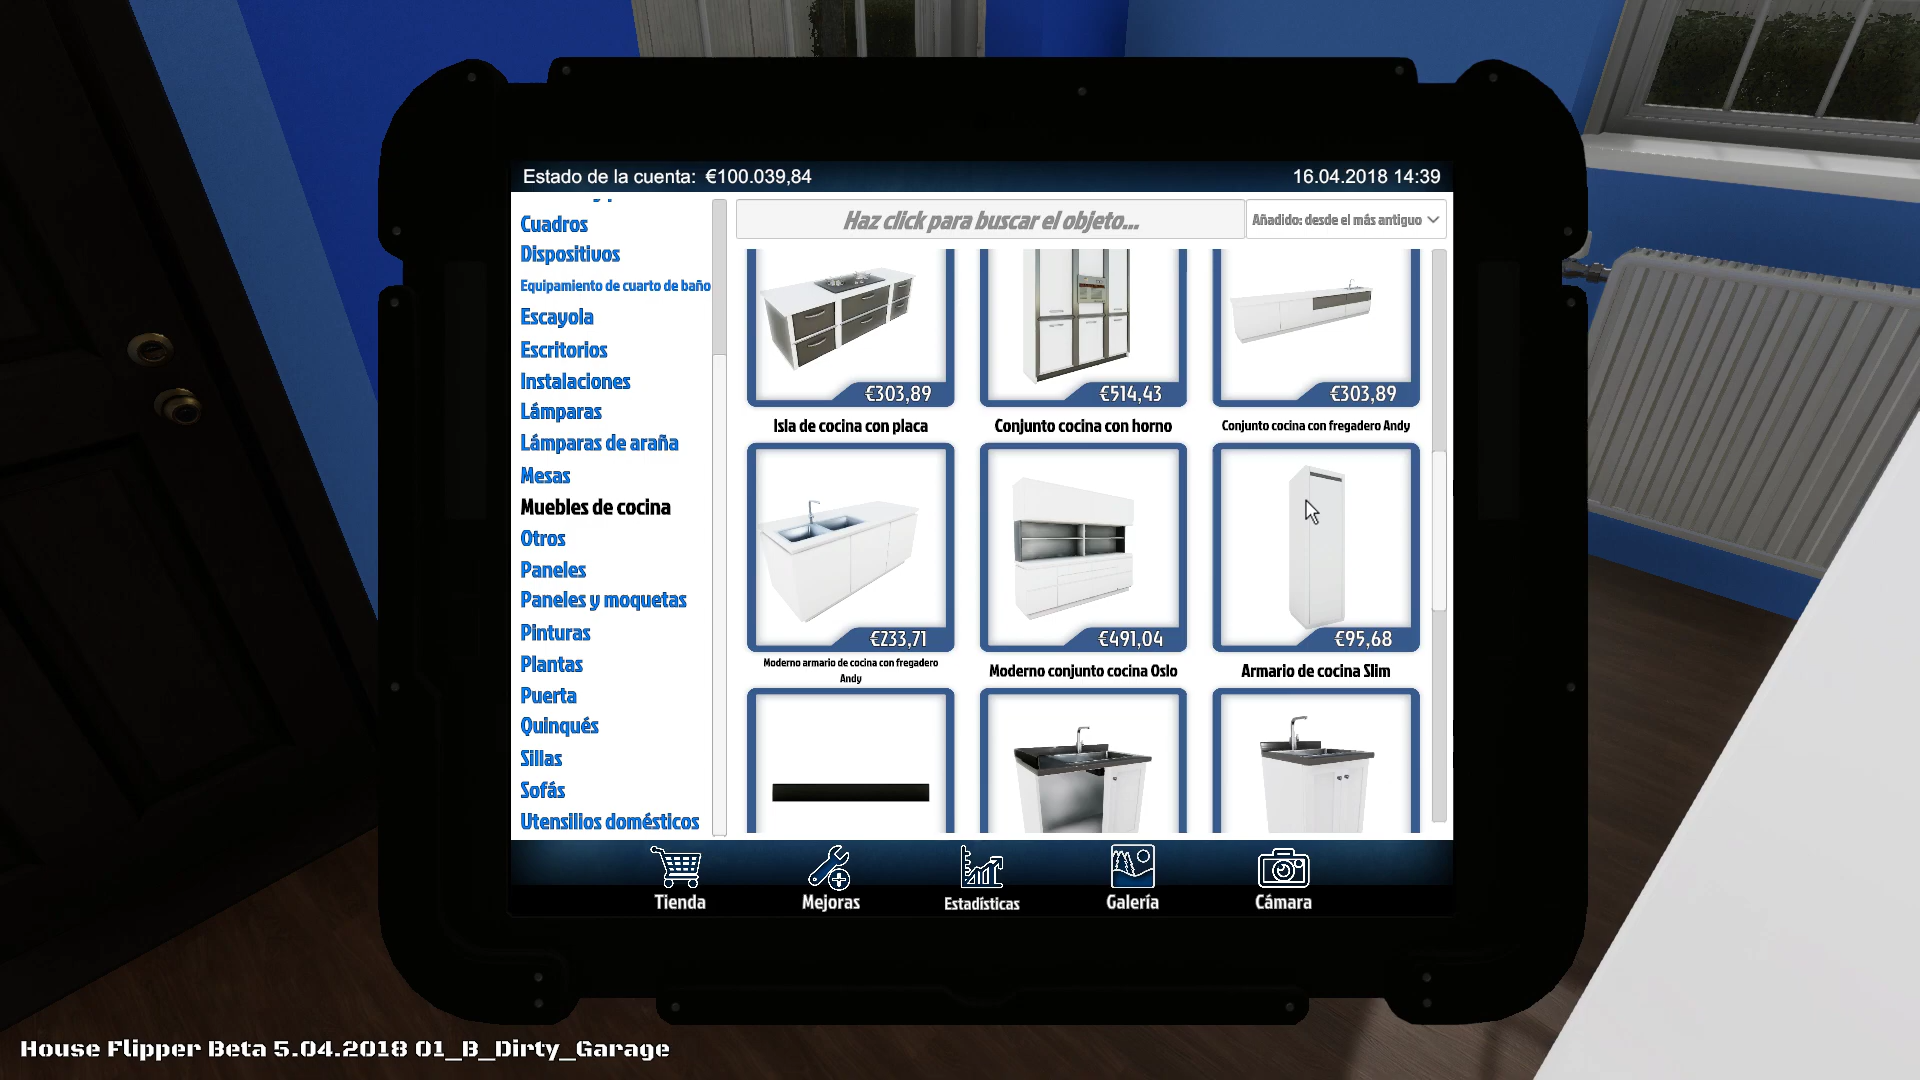 Estado de la cuenta: €100.039,84
16.04.2018 14:39
Cuadros
Dispositivos
Equipamiento de cuarto de baño
Escayola
Escritorios
Instalaciones
Lámparas
Lámparas de araña
Mesas
Muebles de cocina
Otros
Paneles
Paneles y moquetas
Pinturas
Plantas
Puerta
Quinqués
Sillas
Sofás
Utensilios domésticos
Haz click para buscar el objeto...
Añadido: desde el más antiguo
€303,89
€514,43
€303,89
Isla de cocina con placa
Conjunto cocina con horno
Conjunto cocina con fregadero Andy
€233,71
€491,04
€95,68
Moderno armario de cocina con fregadero
Andy
Moderno conjunto cocina Oslo
Armario de cocina Slim
Tienda
Mejoras
Estadísticas
Galería
Cámara
House Flipper Beta 5.04.2018 01_B_Dirty_Garage